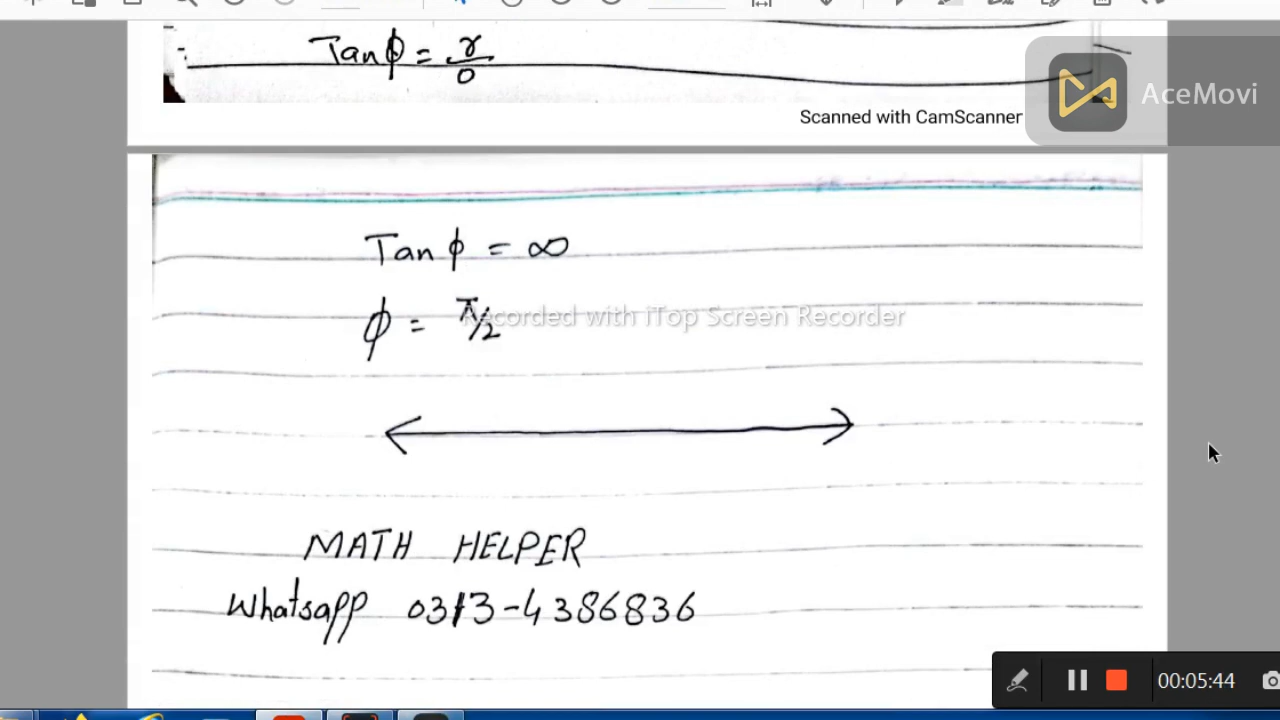 Tanϕ = r/0
AceMovi
Scanned with CamScanner
Tan ϕ = ∞
ϕ = π/2
Recorded with iTop Screen Recorder
MATH HELPER
Whatsapp 0313-4386836
00:05:44